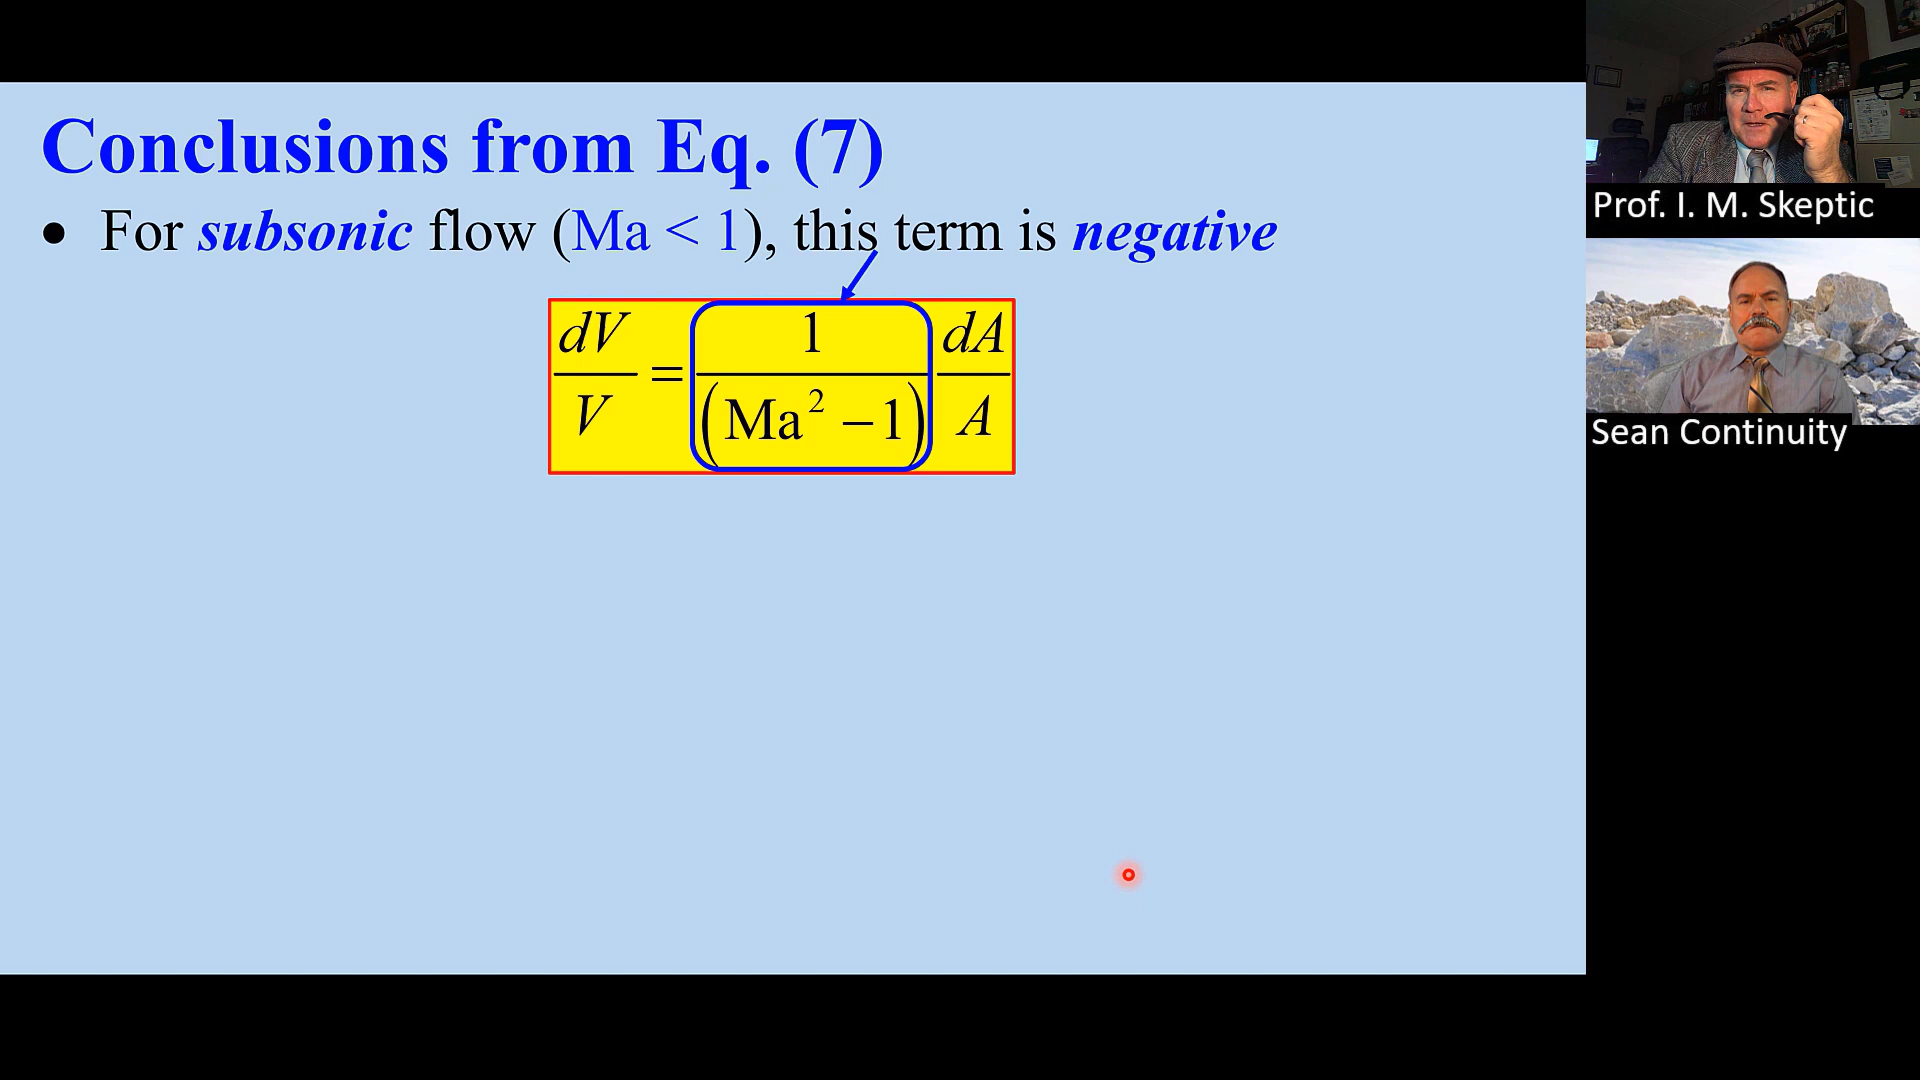 Conclusions from Eq. (7)
• For subsonic flow (Ma < 1), this term is negative
dV/V = 1/(Ma² − 1) dA/A
Prof. I. M. Skeptic
Sean Continuity